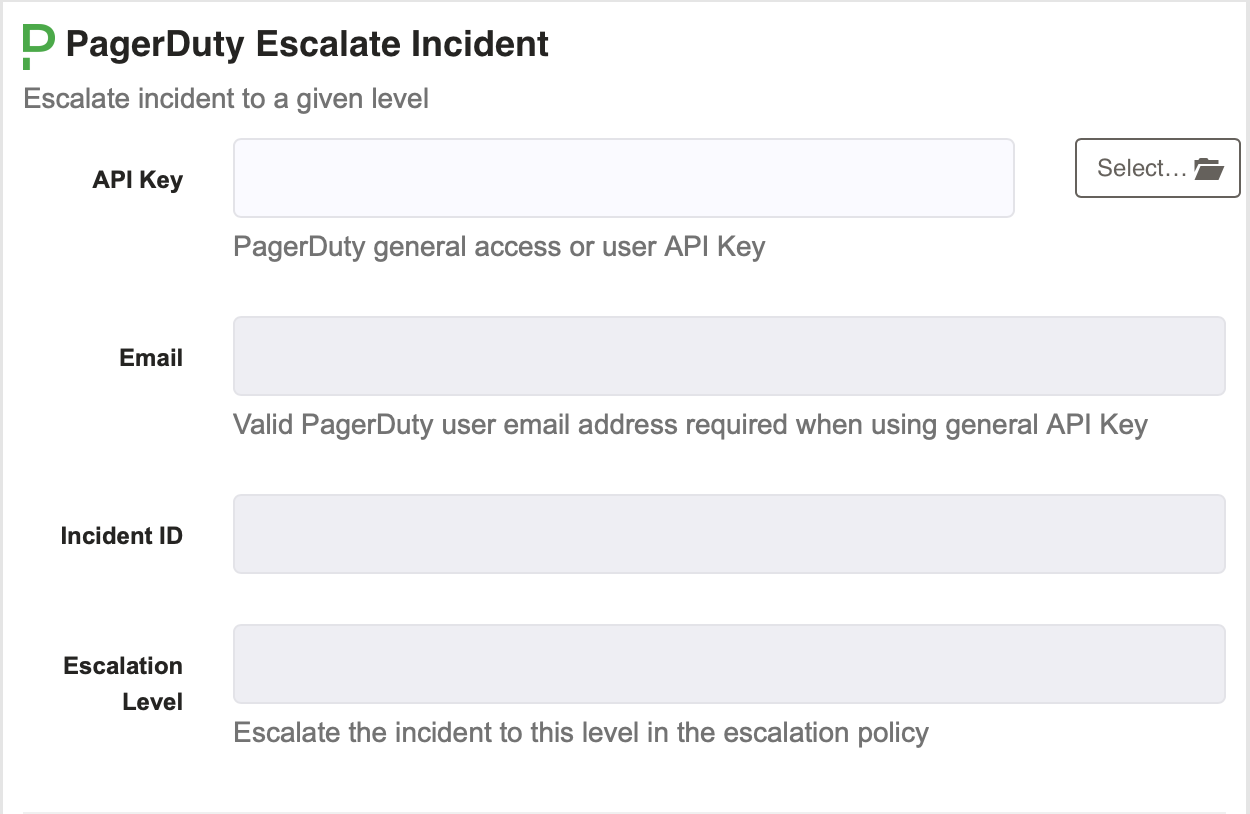 PagerDuty Escalate Incident
Escalate incident to a given level
API Key
Select...
PagerDuty general access or user API Key
Email
Valid PagerDuty user email address required when using general API Key
Incident ID
Escalation
Level
Escalate the incident to this level in the escalation policy